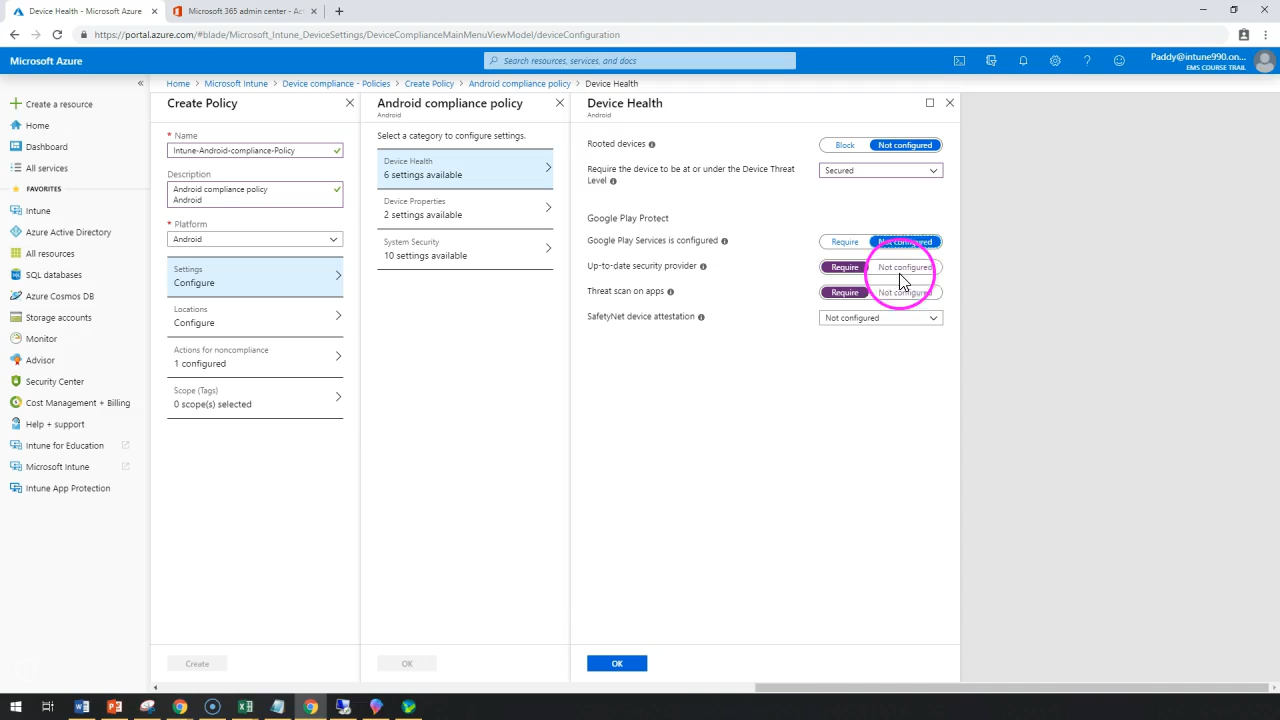 Device Health - Microsoft Azure
Microsoft 365 admin center - Act
https://portal.azure.com/#blade/Microsoft_Intune_DeviceSettings/DeviceComplianceMainMenuViewModel/deviceConfiguration
Microsoft Azure
Search resources, services, and docs
Paddy@intune990.on...
EMS COURSE TRAIL
Home > Microsoft Intune > Device compliance - Policies > Create Policy > Android compliance policy > Device Health
Create a resource
Home
Dashboard
All services
FAVORITES
Intune
Azure Active Directory
All resources
SQL databases
Azure Cosmos DB
Storage accounts
Monitor
Advisor
Security Center
Cost Management + Billing
Help + support
Intune for Education
Microsoft Intune
Intune App Protection
Create Policy
* Name
Intune-Android-compliance-Policy
Description
Android compliance policy
Android
* Platform
Android
Settings
Configure
Locations
Configure
Actions for noncompliance
1 configured
Scope (Tags)
0 scope(s) selected
Create
Android compliance policy
Android
Select a category to configure settings.
Device Health
6 settings available
Device Properties
2 settings available
System Security
10 settings available
OK
Device Health
Android
Rooted devices
Block Not configured
Require the device to be at or under the Device Threat
Level
Secured
Google Play Protect
Google Play Services is configured
Require Not configured
Up-to-date security provider
Require Not configured
Threat scan on apps
Require Not configured
SafetyNet device attestation
Not configured
OK